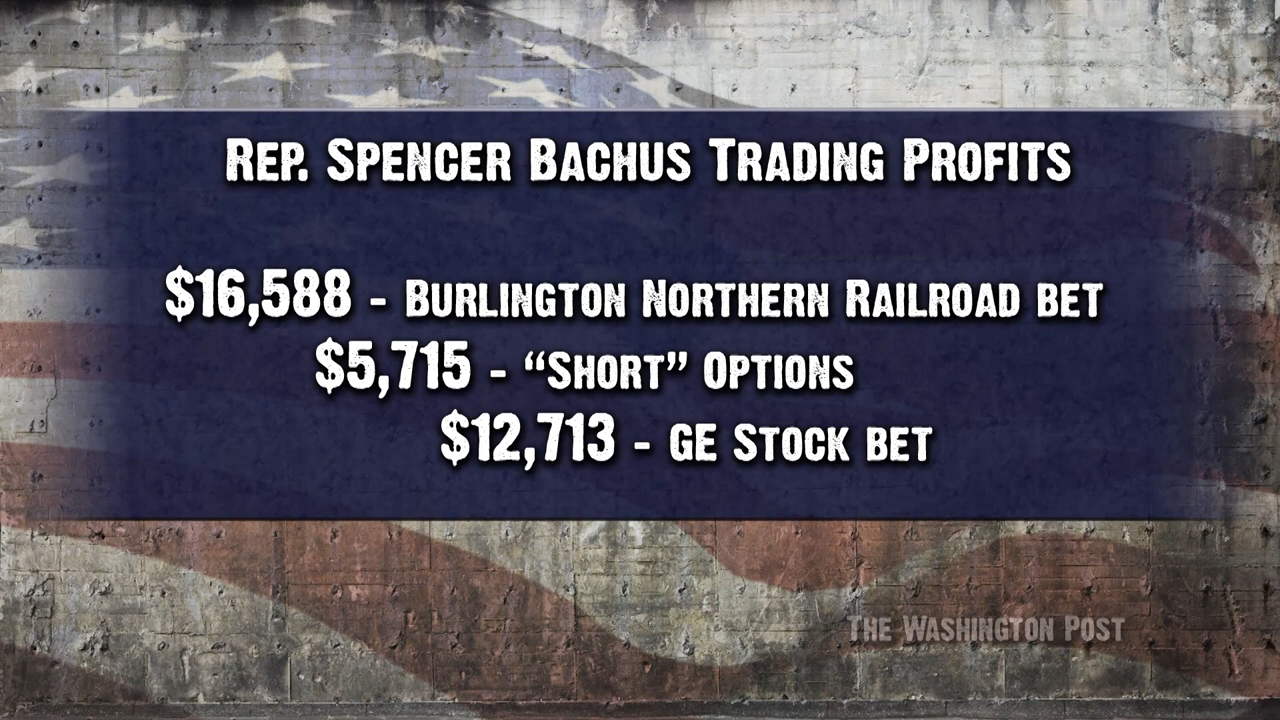 Rep. Spencer Bachus Trading Profits
$16,588 - Burlington Northern Railroad bet
$5,715 - “Short” Options
$12,713 - GE Stock bet
The Washington Post